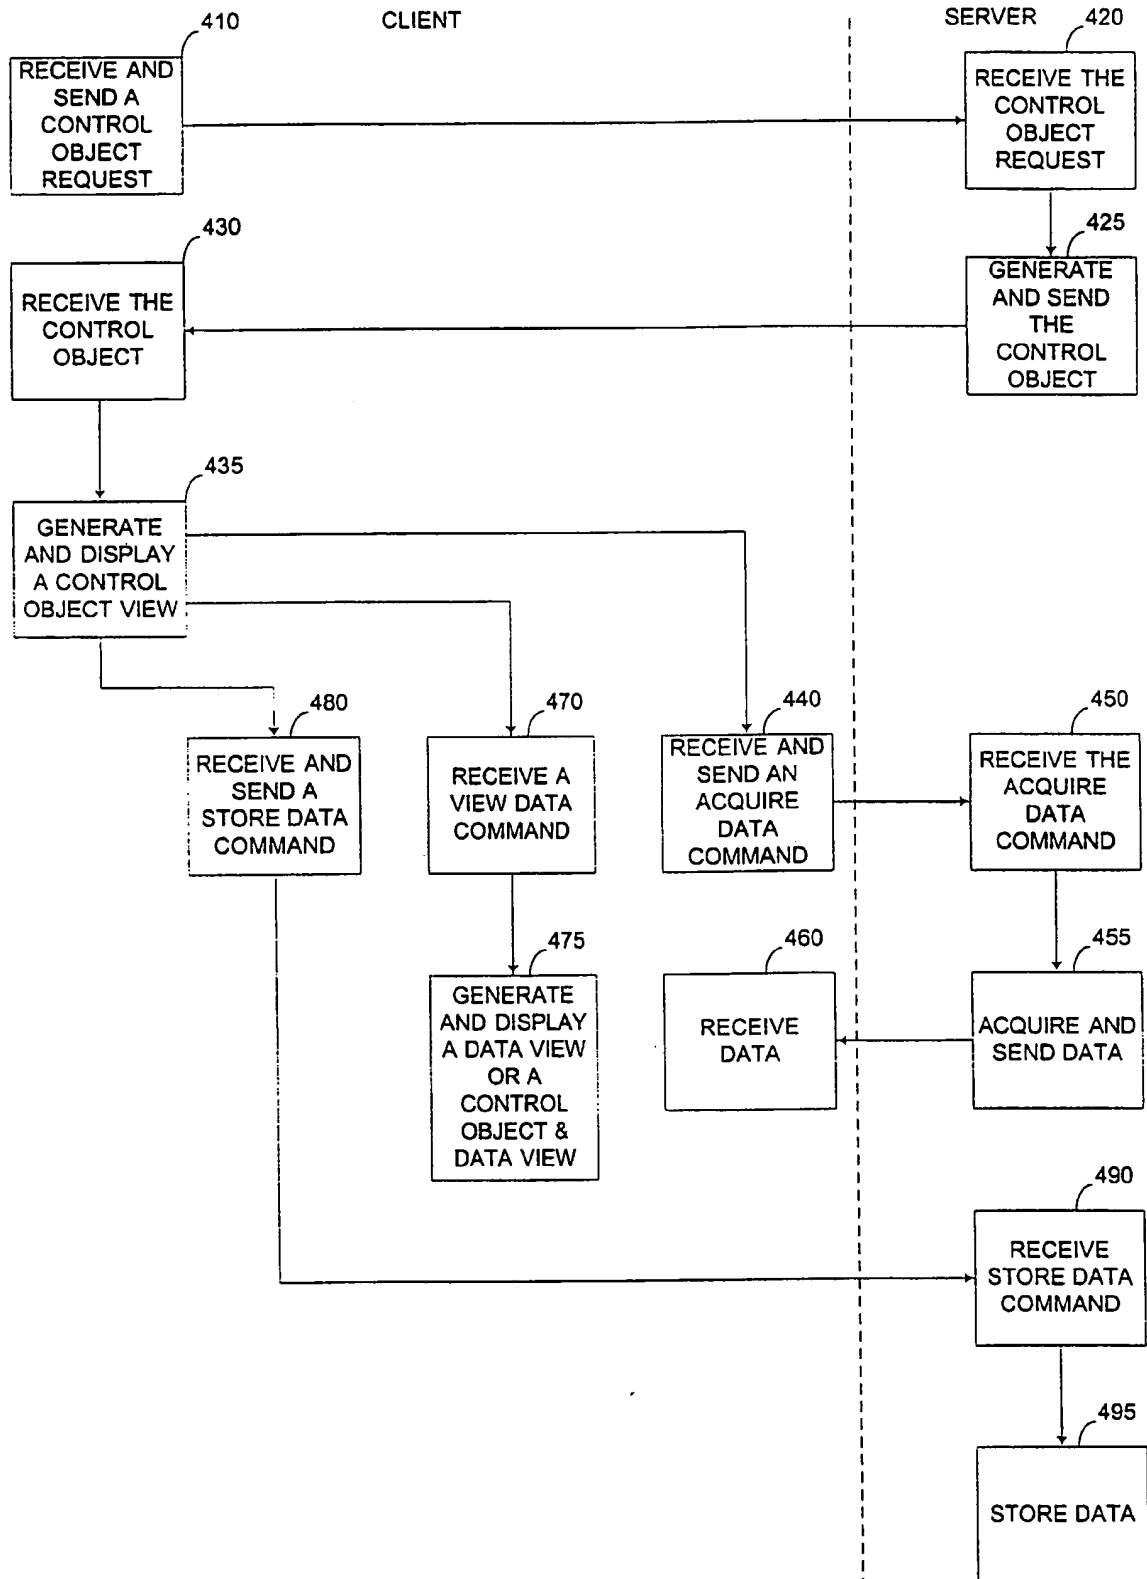 CLIENT
SERVER
410
RECEIVE AND
SEND A
CONTROL
OBJECT
REQUEST
420
RECEIVE THE
CONTROL
OBJECT
REQUEST
430
RECEIVE THE
CONTROL
OBJECT
425
GENERATE
AND SEND
THE
CONTROL
OBJECT
435
GENERATE
AND DISPLAY
A CONTROL
OBJECT VIEW
480
RECEIVE AND
SEND A
STORE DATA
COMMAND
470
RECEIVE A
VIEW DATA
COMMAND
440
RECEIVE AND
SEND AN
ACQUIRE
DATA
COMMAND
450
RECEIVE THE
ACQUIRE
DATA
COMMAND
475
GENERATE
AND DISPLAY
A DATA VIEW
OR A
CONTROL
OBJECT &
DATA VIEW
460
RECEIVE
DATA
455
ACQUIRE AND
SEND DATA
490
RECEIVE
STORE DATA
COMMAND
495
STORE DATA